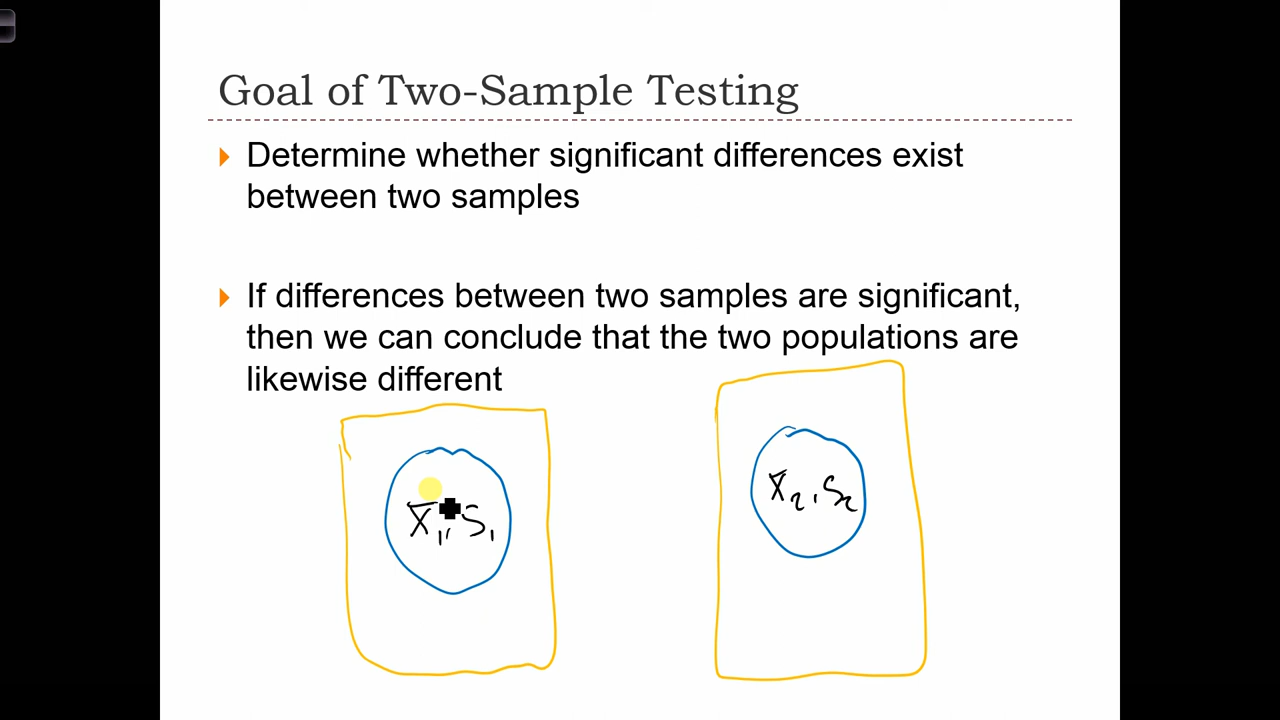 Goal of Two-Sample Testing
Determine whether significant differences exist
between two samples
If differences between two samples are significant,
then we can conclude that the two populations are
likewise different
x̄₁, s₁
x̄₂, s₂